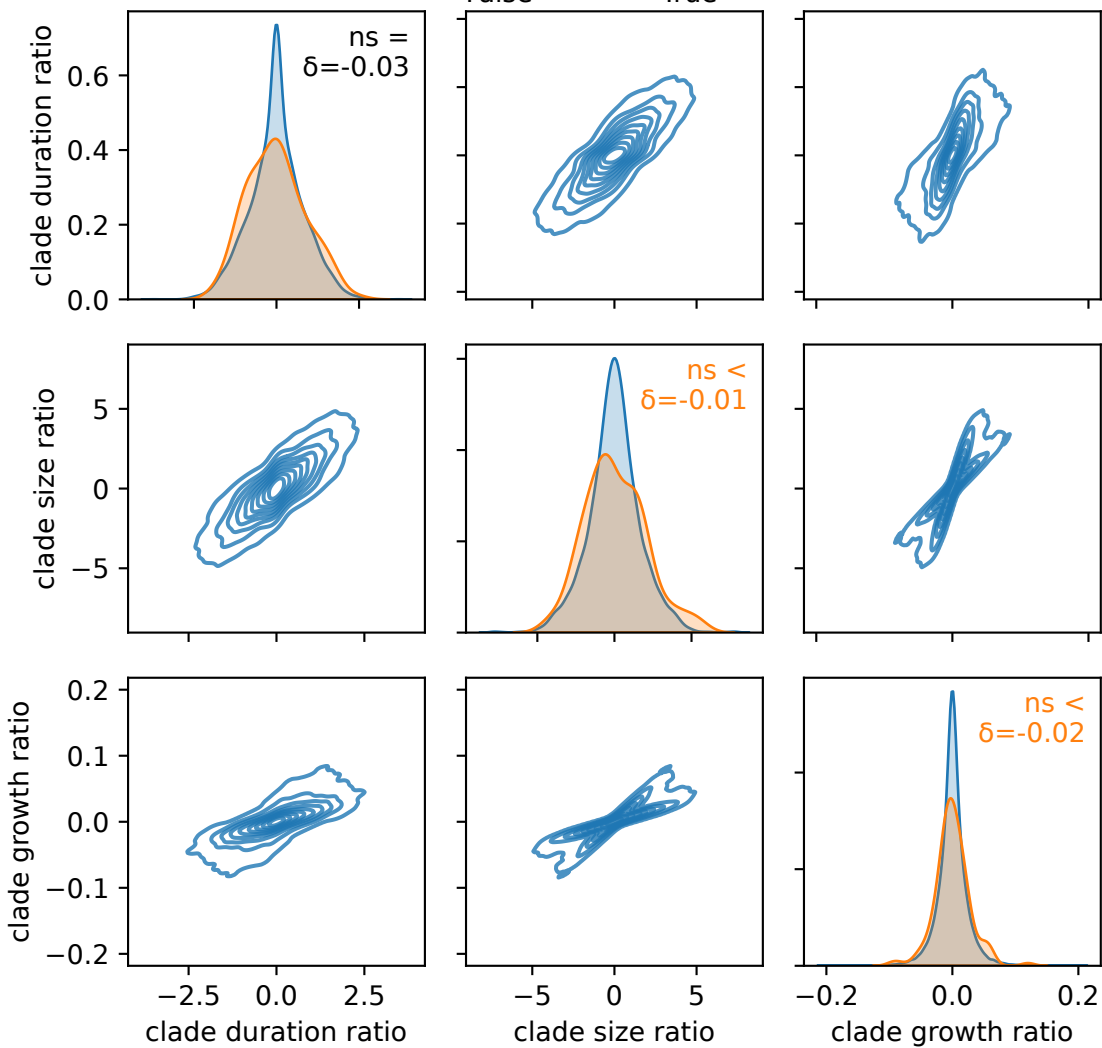 ns =
δ=-0.03
clade duration ratio
0.6
0.4
0.2
0.0
ns <
δ=-0.01
clade size ratio
5
0
−5
ns <
δ=-0.02
clade growth ratio
0.2
0.1
0.0
−0.1
−0.2
−2.5 0.0 2.5
−5 0 5
−0.2 0.0 0.2
clade duration ratio
clade size ratio
clade growth ratio